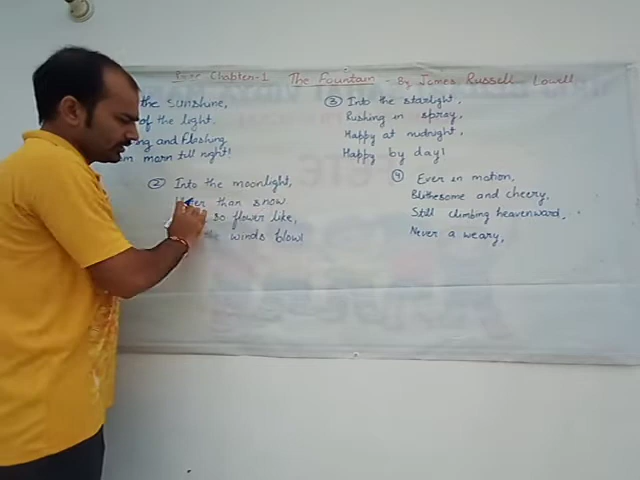 Chapter-1 The Fountain - By James Russell Lowell
the sunshine,
of the light.
and Flashing
morn till night!
② Into the moonlight,
than snow
so flower like,
the winds blow!
③ Into the starlight,
Rushing in spray,
Happy at midnight,
Happy by day!
④ Ever in motion,
Blithesome and cheery,
Still climbing heavenward,
Never a weary,